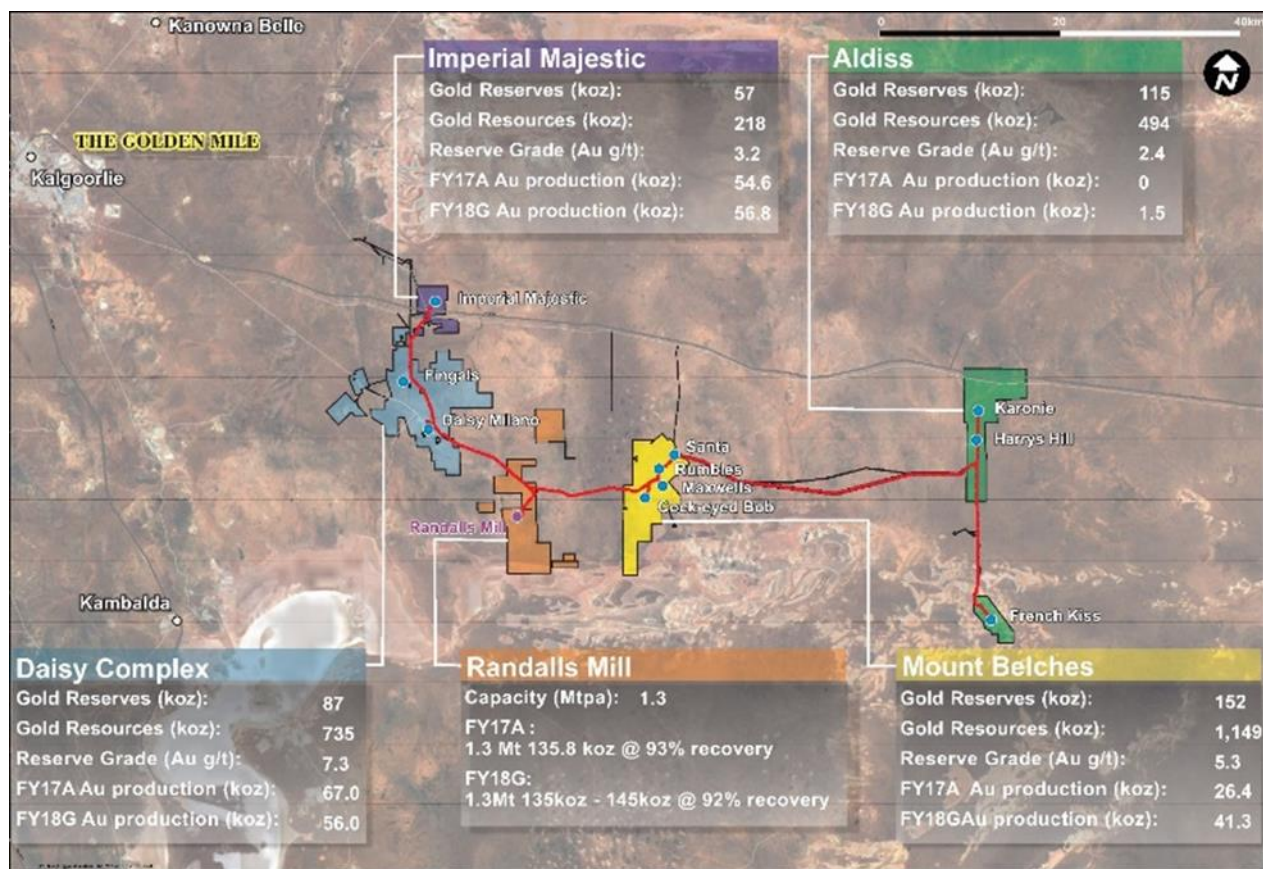 Kanowna Belle
0 20 40km
N
THE GOLDEN MILE
Kalgoorlie
Imperial Majestic
Gold Reserves (koz): 57
Gold Resources (koz): 218
Reserve Grade (Au g/t): 3.2
FY17A Au production (koz): 54.6
FY18G Au production (koz): 56.8
Aldiss
Gold Reserves (koz): 115
Gold Resources (koz): 494
Reserve Grade (Au g/t): 2.4
FY17A Au production (koz): 0
FY18G Au production (koz): 1.5
Imperial Majestic
Fingals
Daisy Milano
Karonie
Harrys Hill
Santa
Rumbles
Maxwells
Cock-eyed Bob
Randalls Mill
Kambalda
French Kiss
Daisy Complex
Gold Reserves (koz): 87
Gold Resources (koz): 735
Reserve Grade (Au g/t): 7.3
FY17A Au production (koz): 67.0
FY18G Au production (koz): 56.0
Randalls Mill
Capacity (Mtpa): 1.3
FY17A :
1.3 Mt 135.8 koz @ 93% recovery
FY18G:
1.3Mt 135koz - 145koz @ 92% recovery
Mount Belches
Gold Reserves (koz): 152
Gold Resources (koz): 1,149
Reserve Grade (Au g/t): 5.3
FY17A Au production (koz): 26.4
FY18GAu production (koz): 41.3